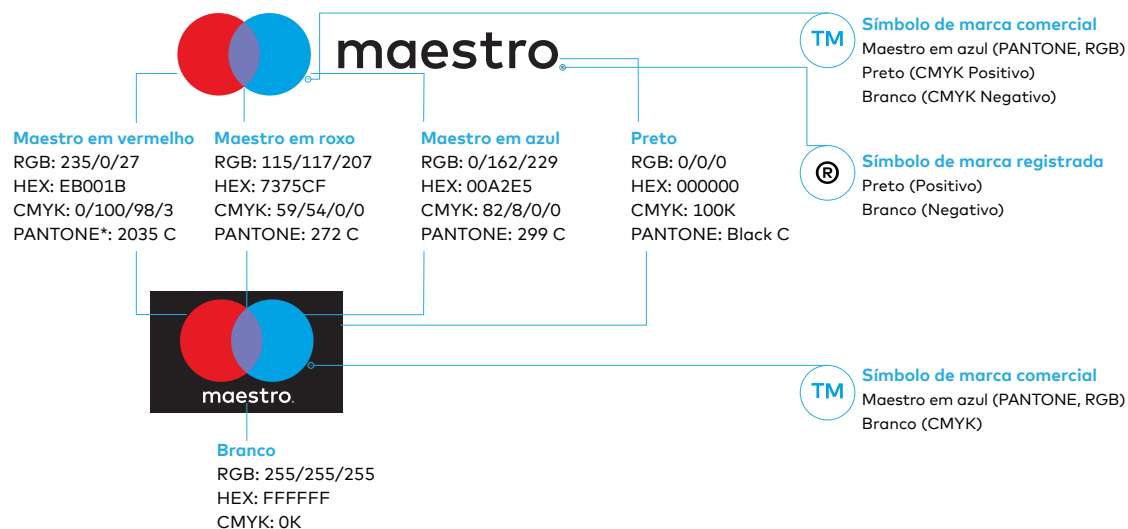 maestro®
TM
Símbolo de marca comercial
Maestro em azul (PANTONE, RGB)
Preto (CMYK Positivo)
Branco (CMYK Negativo)
Maestro em vermelho
RGB: 235/0/27
HEX: EB001B
CMYK: 0/100/98/3
PANTONE*: 2035 C
Maestro em roxo
RGB: 115/117/207
HEX: 7375CF
CMYK: 59/54/0/0
PANTONE: 272 C
Maestro em azul
RGB: 0/162/229
HEX: 00A2E5
CMYK: 82/8/0/0
PANTONE: 299 C
Preto
RGB: 0/0/0
HEX: 000000
CMYK: 100K
PANTONE: Black C
®
Símbolo de marca registrada
Preto (Positivo)
Branco (Negativo)
maestro
TM
Símbolo de marca comercial
Maestro em azul (PANTONE, RGB)
Branco (CMYK)
Branco
RGB: 255/255/255
HEX: FFFFFF
CMYK: 0K